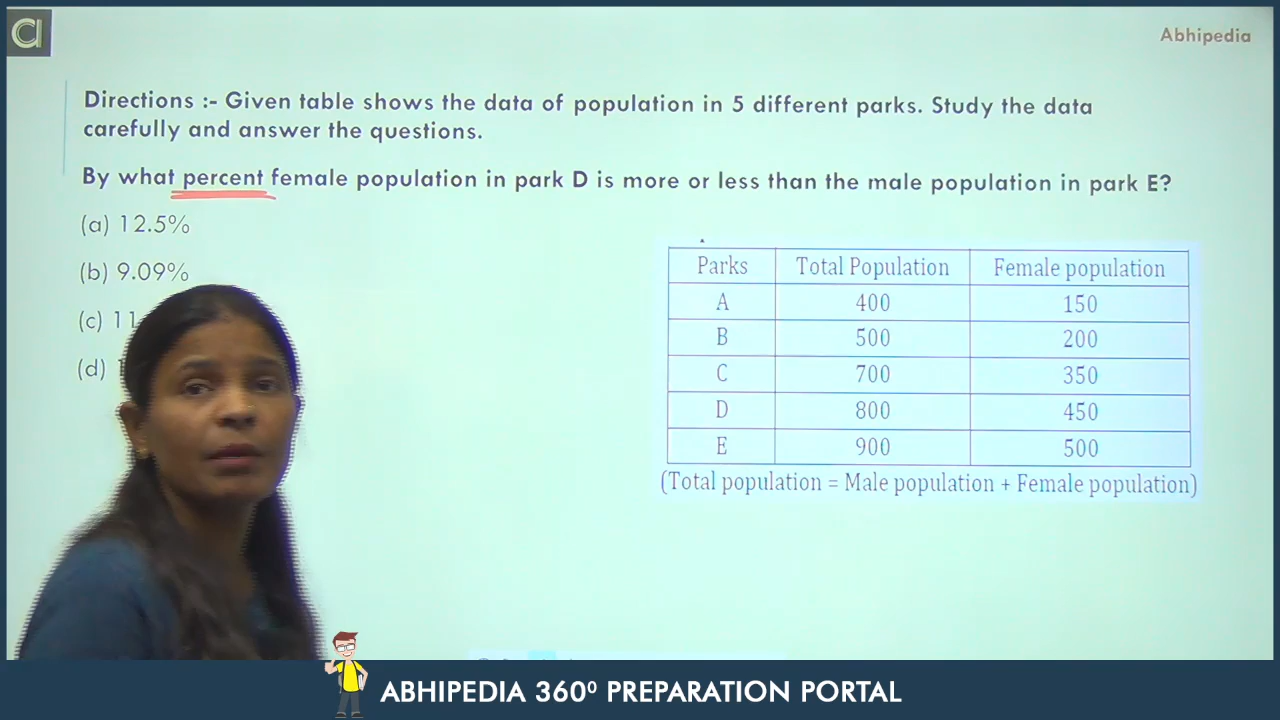 Abhipedia
Directions :- Given table shows the data of population in 5 different parks. Study the data
carefully and answer the questions.
By what percent female population in park D is more or less than the male population in park E?
(a) 12.5%
(b) 9.09%
(c) 11
(d)
Parks Total Population Female population
A 400 150
B 500 200
C 700 350
D 800 450
E 900 500
(Total population = Male population + Female population)
ABHIPEDIA 360⁰ PREPARATION PORTAL